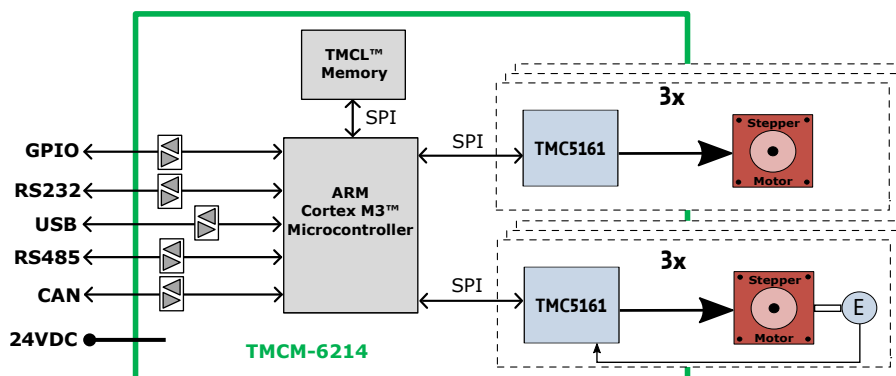 TMCL™
Memory
SPI
GPIO
RS232
USB
RS485
CAN
24VDC
ARM
Cortex M3™
Microcontroller
TMCM-6214
SPI
3x
TMC5161
Stepper
Motor
SPI
3x
TMC5161
Stepper
Motor
E